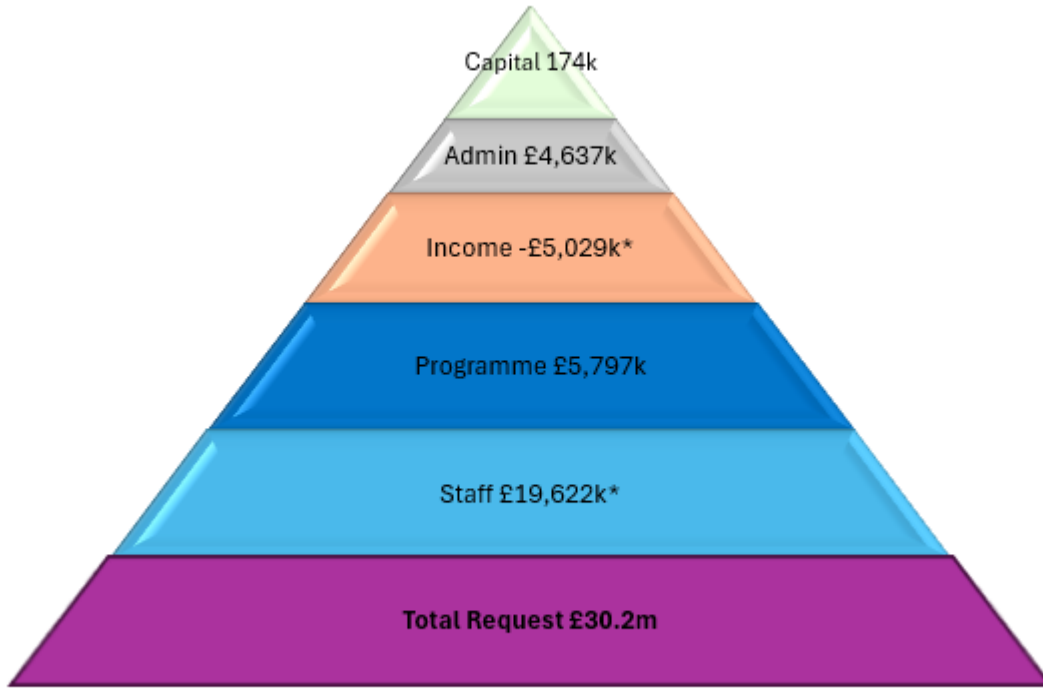 Capital 174k
Admin £4,637k
Income -£5,029k*
Programme £5,797k
Staff £19,622k*
Total Request £30.2m